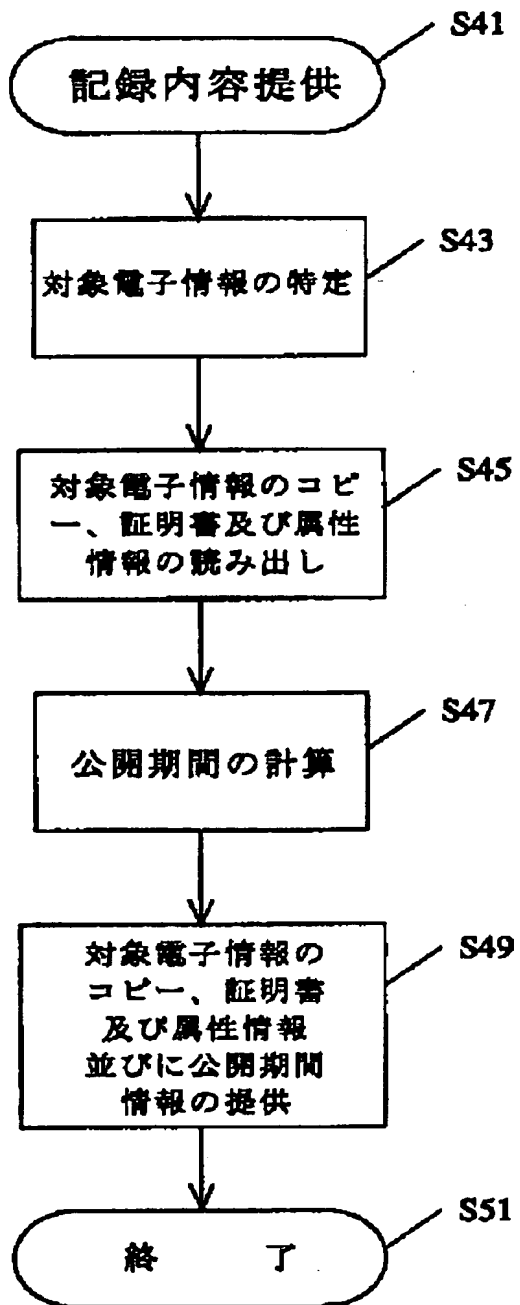 S41
記録内容提供
S43
対象電子情報の特定
S45
対象電子情報のコピ
ー、証明書及び属性
情報の読み出し
S47
公開期間の計算
S49
対象電子情報の
コピー、証明書
及び属性情報
並びに公開期間
情報の提供
S51
終 了